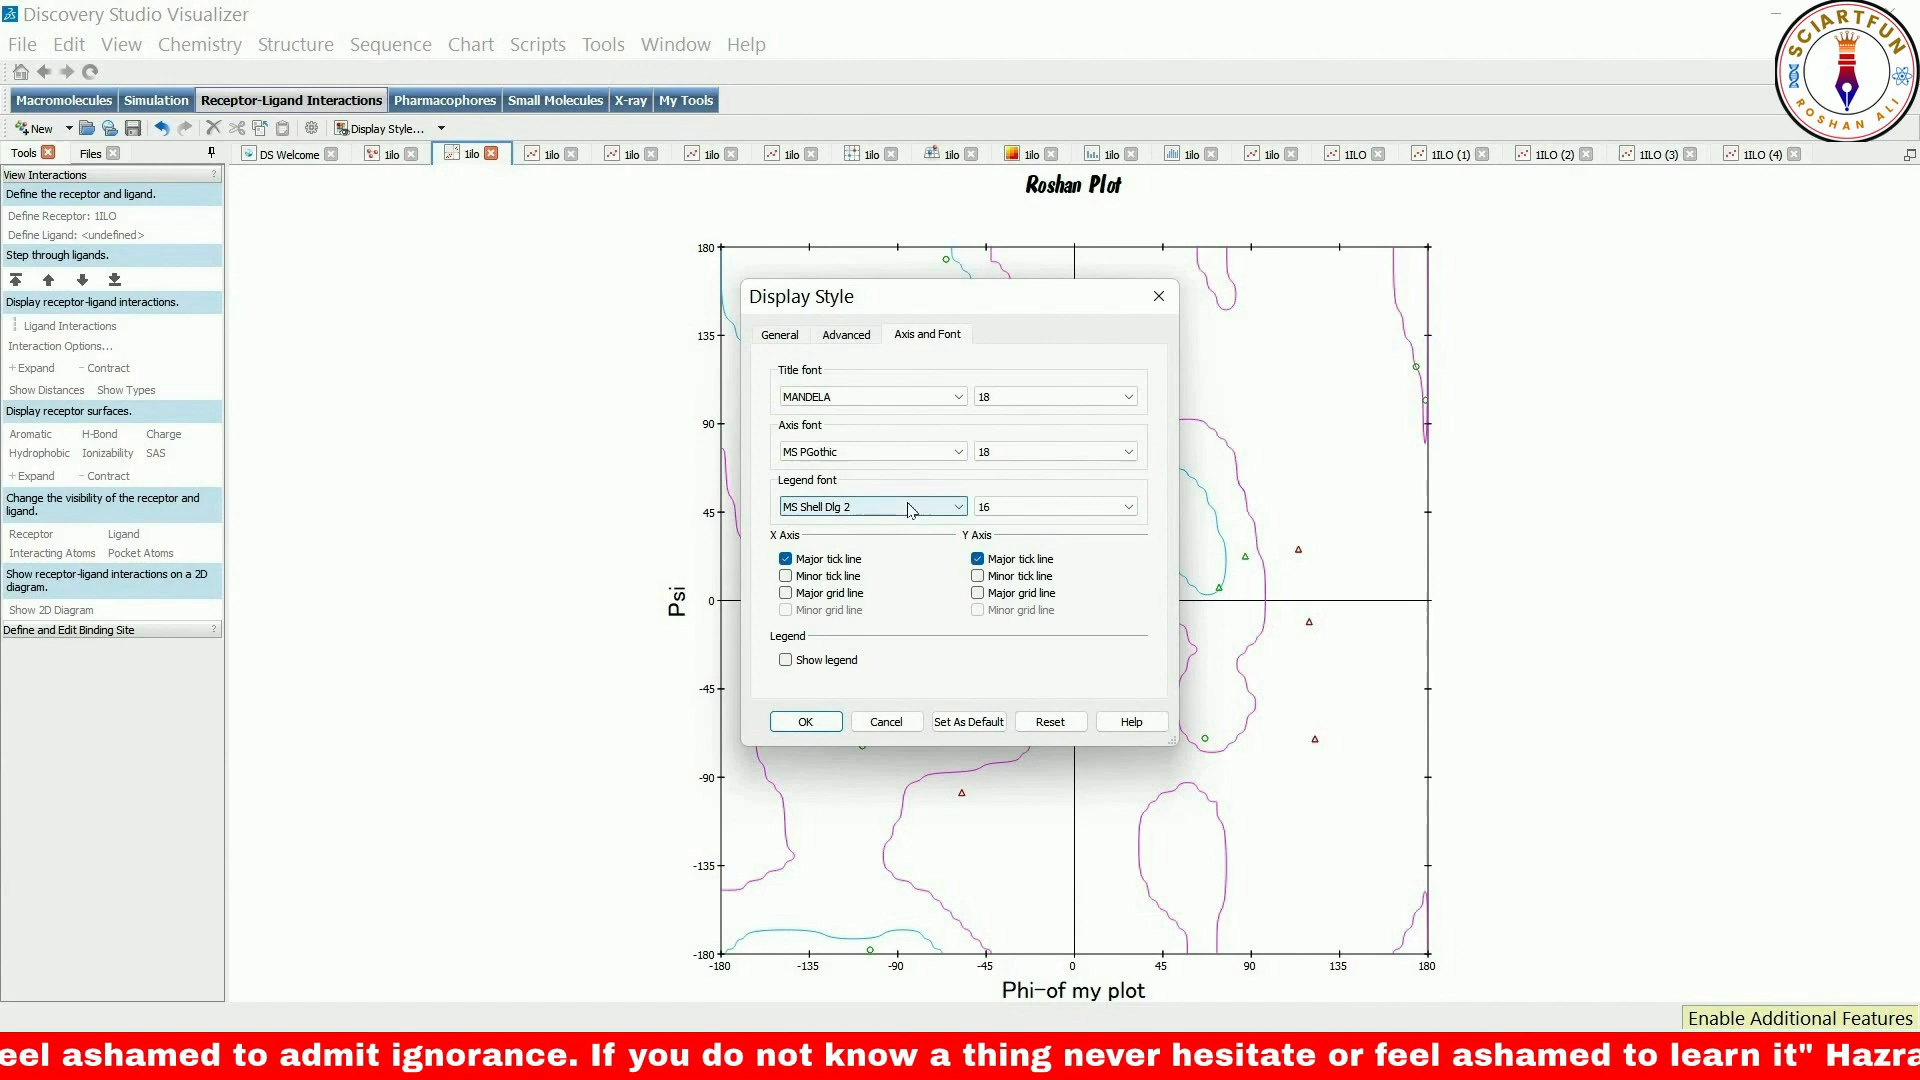 Discovery Studio Visualizer
File Edit View Chemistry Structure Sequence Chart Scripts Tools Window Help
SCIARTFUN
ROSHAN ALI
Macromolecules Simulation Receptor-Ligand Interactions Pharmacophores Small Molecules X-ray My Tools
New Display Style...
Tools Files DS Welcome 1ilo 1ilo 1ilo 1ilo 1ilo 1ilo 1ilo 1ilo 1ilo 1ilo 1ilo 1ilo 1ILO 1ILO (1) 1ILO (2) 1ILO (3) 1ILO (4)
View Interactions ?
Define the receptor and ligand.
Define Receptor: 1ILO
Define Ligand: <undefined>
Step through ligands.
Display receptor-ligand interactions.
Ligand Interactions
Interaction Options...
+Expand - Contract
Show Distances Show Types
Display receptor surfaces.
Aromatic H-Bond Charge
Hydrophobic Ionizability SAS
+Expand - Contract
Change the visibility of the receptor and
ligand.
Receptor Ligand
Interacting Atoms Pocket Atoms
Show receptor-ligand interactions on a 2D
diagram.
Show 2D Diagram
Define and Edit Binding Site ?
Roshan Plot
180
135
90
45
0
-45
-90
-135
-180
Psi
-180 -135 -90 -45 0 45 90 135 180
Phi-of my plot
Display Style
General Advanced Axis and Font
Title font
MANDELA 18
Axis font
MS PGothic 18
Legend font
MS Shell Dlg 2 16
X Axis Y Axis
Major tick line Major tick line
Minor tick line Minor tick line
Major grid line Major grid line
Minor grid line Minor grid line
Legend
Show legend
OK Cancel Set As Default Reset Help
Enable Additional Features
eel ashamed to admit ignorance. If you do not know a thing never hesitate or feel ashamed to learn it" Hazra